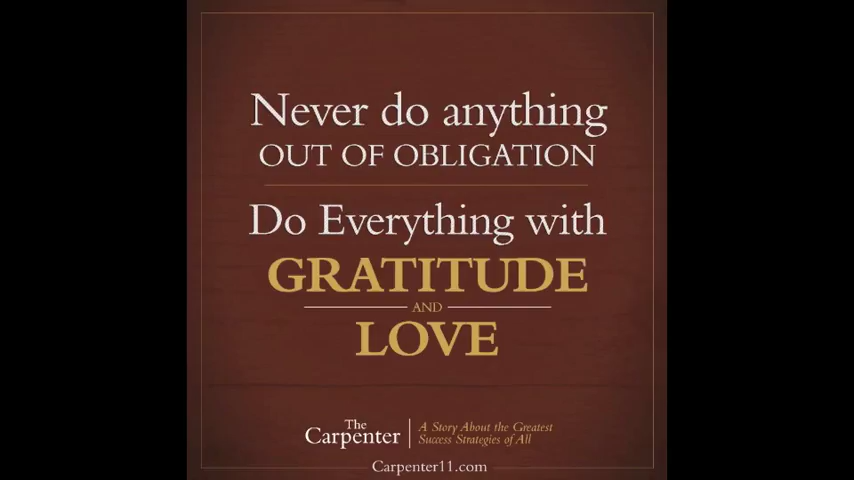 Never do anything
OUT OF OBLIGATION
Do Everything with
GRATITUDE
AND
LOVE
The
Carpenter
A Story About the Greatest
Success Strategies of All
Carpenter11.com